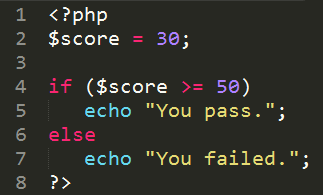 1 <?php
2 $score = 30;
3
4 if ($score >= 50)
5 echo "You pass.";
6 else
7 echo "You failed.";
8 ?>